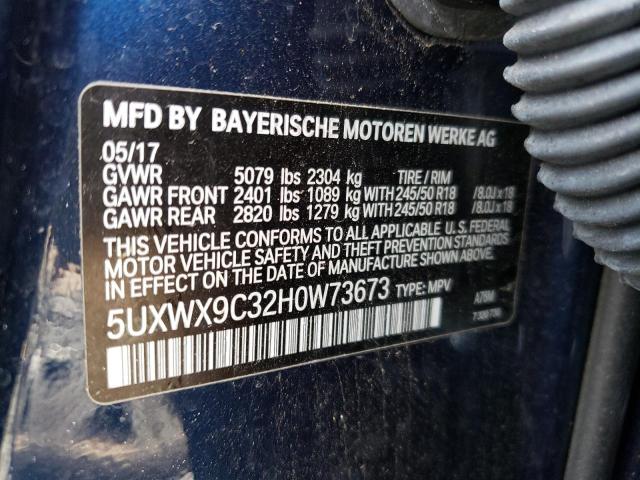 MFD BY BAYERISCHE MOTOREN WERKE AG
05/17
GVWR 5079 lbs 2304 kg TIRE / RIM
GAWR FRONT 2401 lbs 1089 kg WITH 245/50 R18 / 8.0J x 18
GAWR REAR 2820 lbs 1279 kg WITH 245/50 R18 / 8.0J x 18
THIS VEHICLE CONFORMS TO ALL APPLICABLE U. S. FEDERAL
MOTOR VEHICLE SAFETY AND THEFT PREVENTION STANDARDS
IN EFFECT ON THE DATE OF MANUFACTURE SHOWN ABOVE.
5UXWX9C32H0W73673 TYPE: MPV